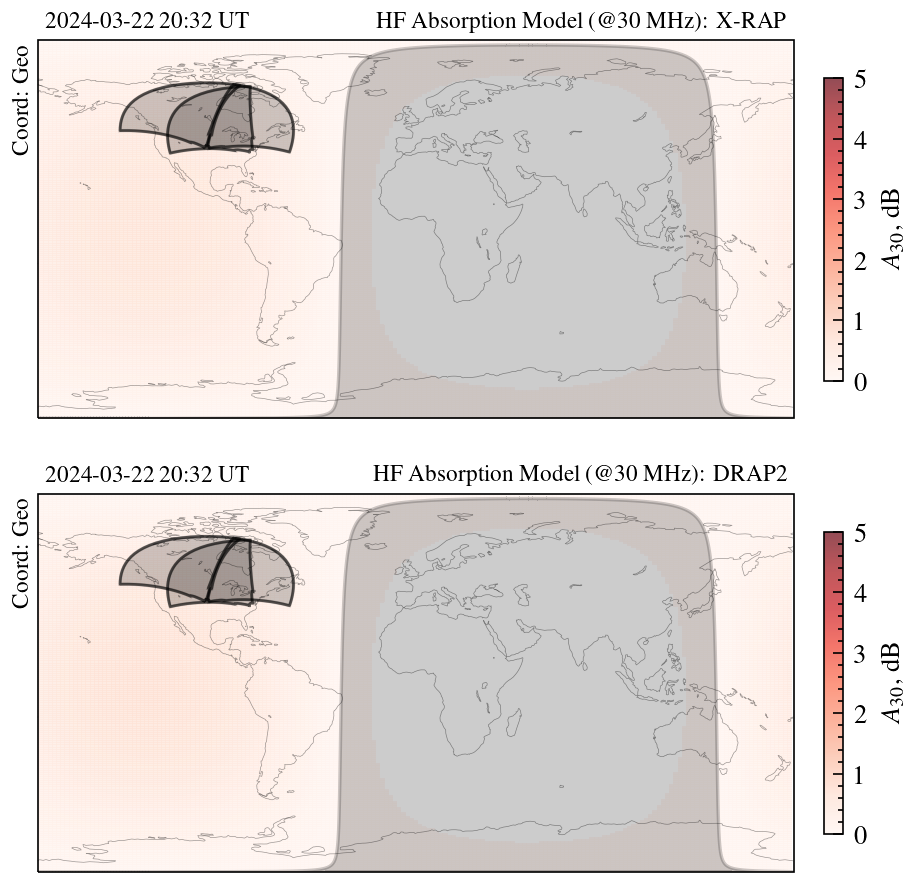 2024-03-22 20:32 UT
HF Absorption Model (@30 MHz): X-RAP
Coord: Geo
5
4
3
2
1
0
A30, dB
2024-03-22 20:32 UT
HF Absorption Model (@30 MHz): DRAP2
Coord: Geo
5
4
3
2
1
0
A30, dB